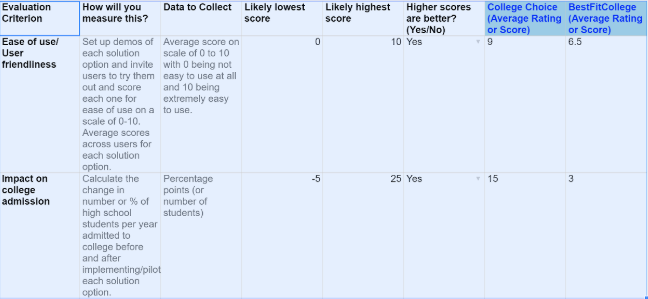 Evaluation
Criterion
How will you
measure this?
Data to Collect
Likely lowest
score
Likely highest
score
Higher scores
are better?
(Yes/No)
College Choice
(Average Rating
or Score)
BestFitCollege
(Average Rating
or Score)
Ease of use/
User
friendliness
Set up demos of
each solution
option and invite
users to try them
out and score
each one for
ease of use on a
scale of 0-10.
Average scores
across users for
each solution
option.
Average score on
scale of 0 to 10
with 0 being not
easy to use at all
and 10 being
extremely easy
to use.
0
10
Yes
9
6.5
Impact on
college
admission
Calculate the
change in
number or % of
high school
students per year
admitted to
college before
and after
implementing/pilot
each solution
option.
Percentage
points (or
number of
students)
-5
25
Yes
15
3